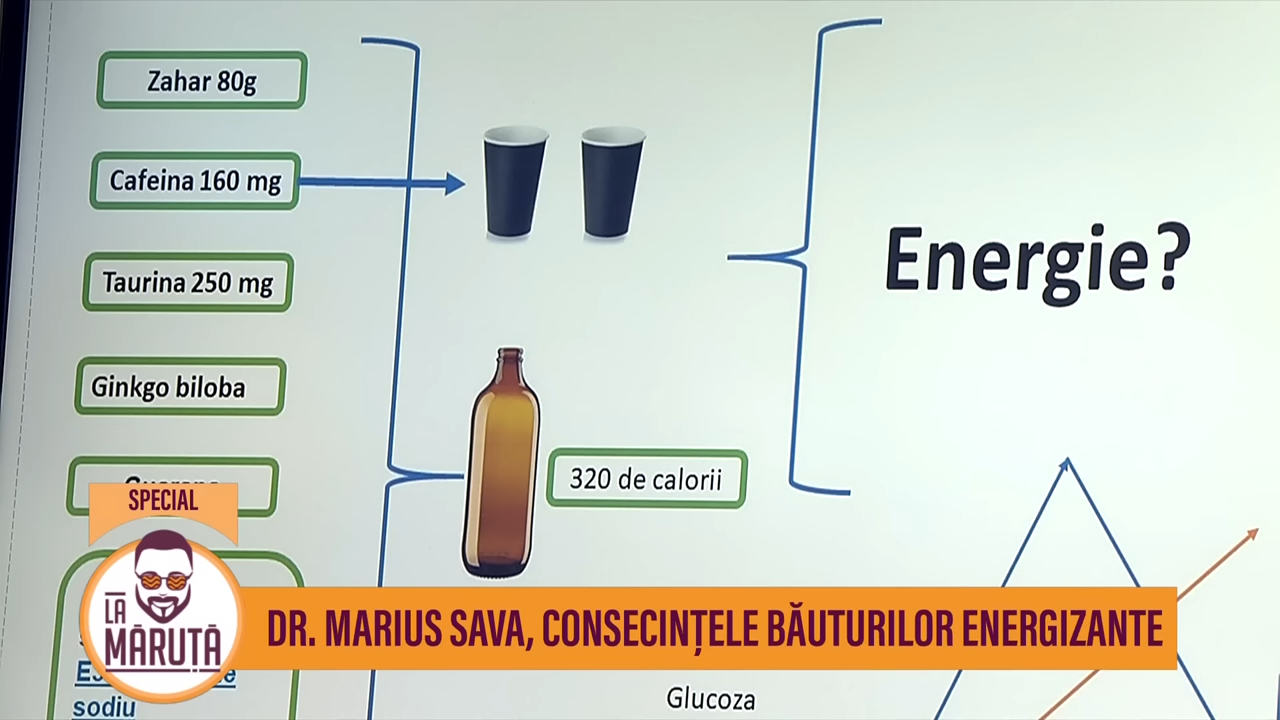 Zahar 80g
Cafeina 160 mg
Taurina 250 mg
Ginkgo biloba
320 de calorii
Energie?
SPECIAL
LA
MĂRUȚĂ
DR. MARIUS SAVA, CONSECINȚELE BĂUTURILOR ENERGIZANTE
sodiu
Glucoza